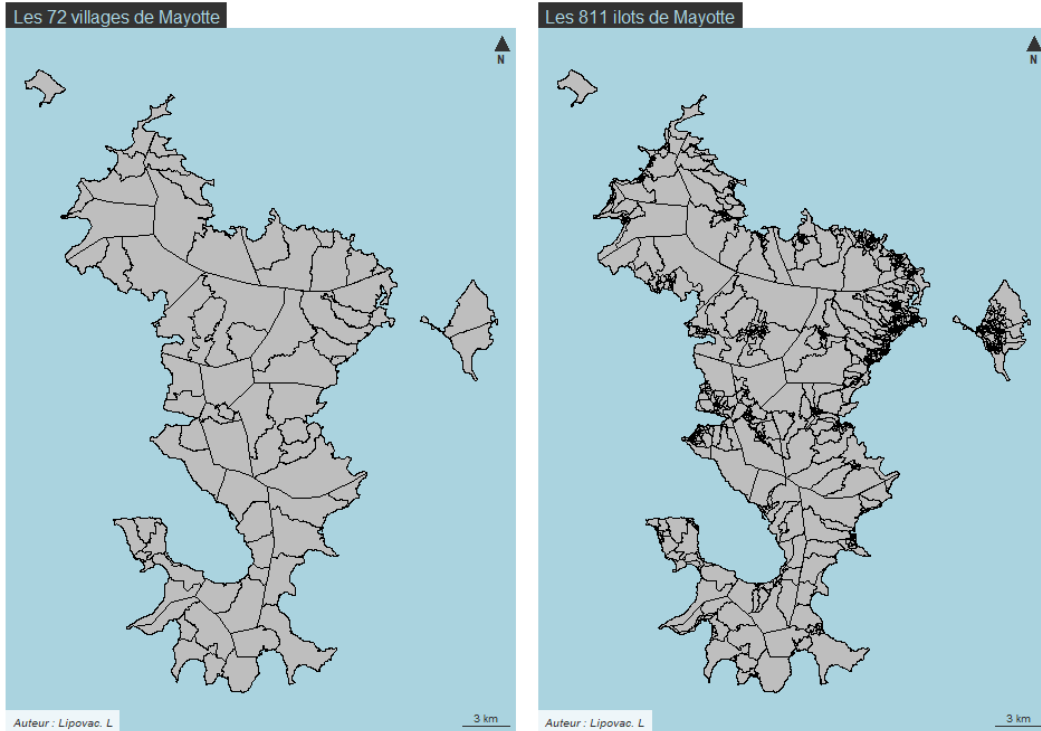 Les 72 villages de Mayotte
N
Auteur : Lipovac. L
3 km
Les 811 ilots de Mayotte
N
Auteur : Lipovac. L
3 km